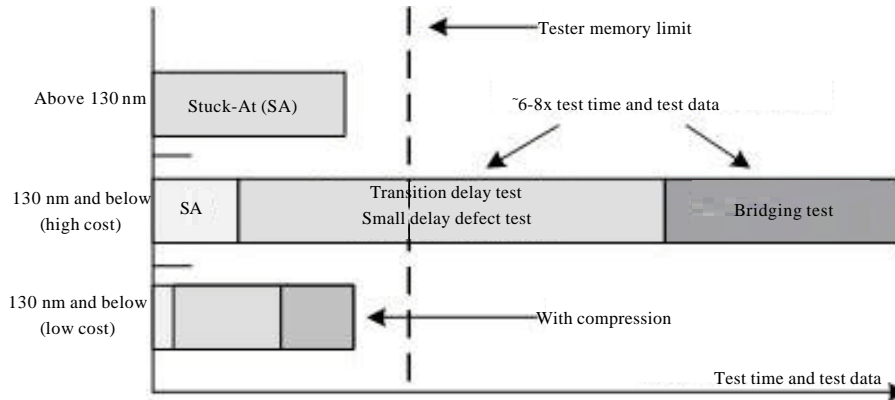 Tester memory limit
Above 130 nm
Stuck-At (SA)
~6-8x test time and test data
130 nm and below
(high cost)
SA
Transition delay test
Small delay defect test
Bridging test
130 nm and below
(low cost)
With compression
Test time and test data